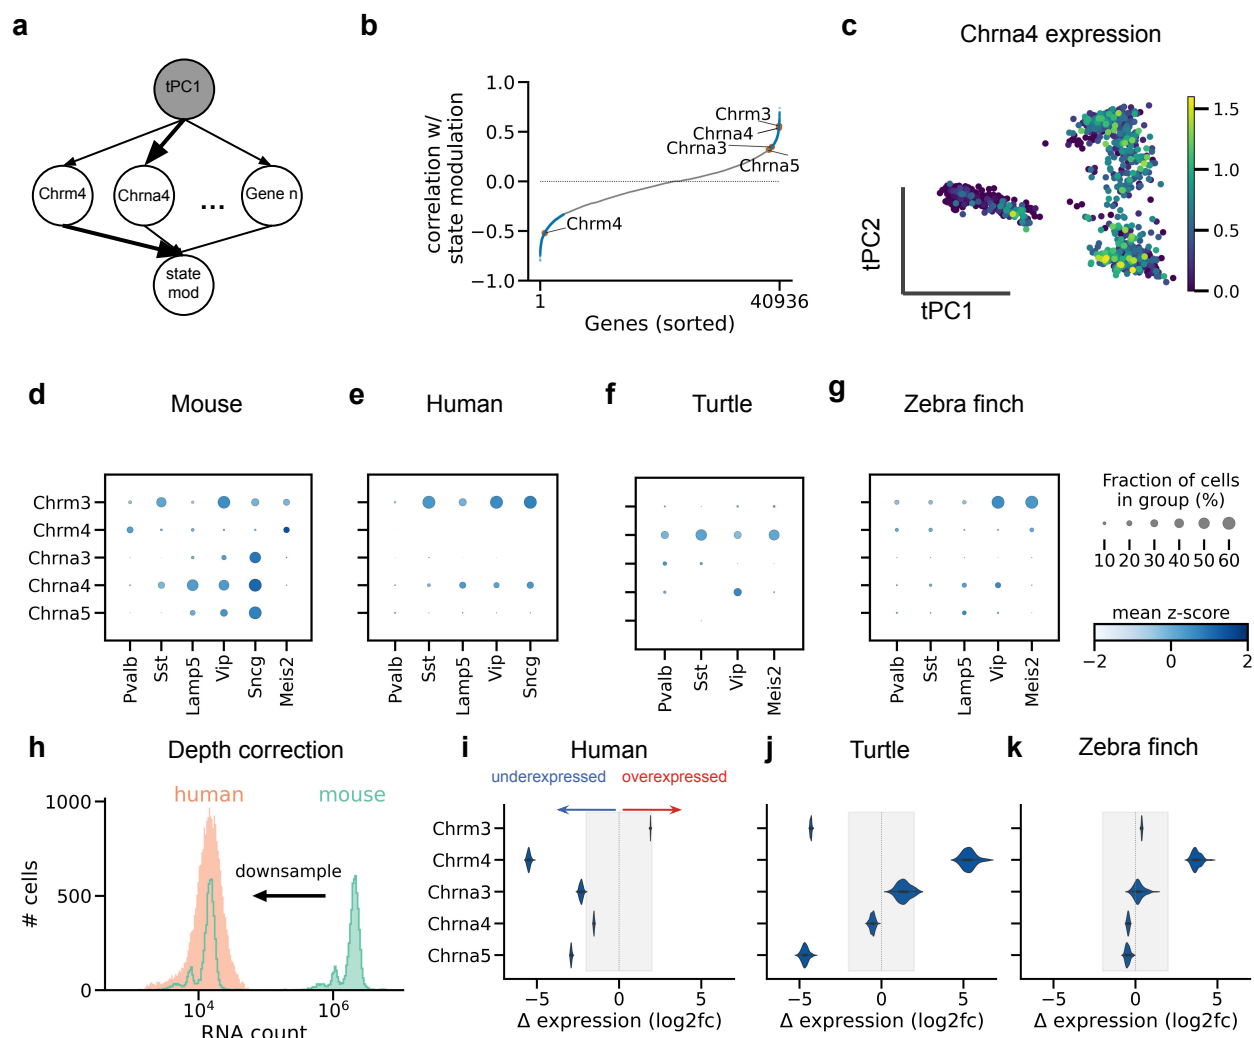 a
tPC1
Chrm4
Chrna4
...
Gene n
state
mod
b
correlation w/
state modulation
1.0
0.5
0.0
−0.5
−1.0
Chrm3
Chrna4
Chrna3
Chrna5
Chrm4
1
40936
Genes (sorted)
c
Chrna4 expression
tPC2
tPC1
1.5
1.0
0.5
0.0
d
Mouse
Chrm3
Chrm4
Chrna3
Chrna4
Chrna5
Pvalb
Sst
Lamp5
Vip
Sncg
Meis2
e
Human
Pvalb
Sst
Lamp5
Vip
Sncg
f
Turtle
Pvalb
Sst
Vip
Meis2
g
Zebra finch
Pvalb
Sst
Lamp5
Vip
Meis2
Fraction of cells
in group (%)
10 20 30 40 50 60
mean z-score
−2 0 2
h
Depth correction
human
mouse
downsample
# cells
1000
500
0
10⁴
10⁶
RNA count
i
Human
underexpressed
overexpressed
Chrm3
Chrm4
Chrna3
Chrna4
Chrna5
−5 0 5
Δ expression (log2fc)
j
Turtle
−5 0 5
Δ expression (log2fc)
k
Zebra finch
−5 0 5
Δ expression (log2fc)